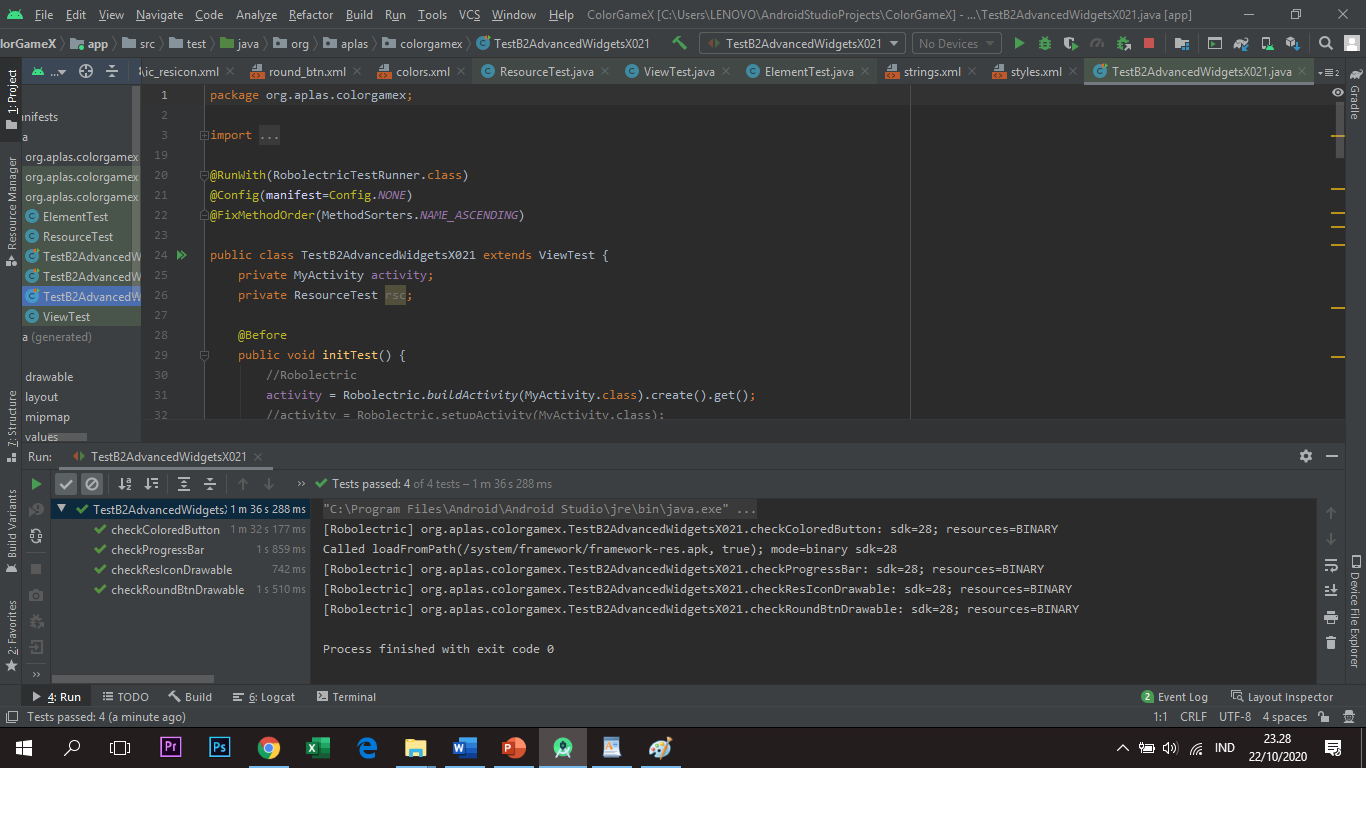 File Edit View Navigate Code Analyze Refactor Build Run Tools VCS Window Help ColorGameX [C:\Users\LENOVO\AndroidStudioProjects\ColorGameX] - ...\TestB2AdvancedWidgetsX021.java [app]
lorGameX app src test java org aplas colorgamex TestB2AdvancedWidgetsX021 TestB2AdvancedWidgetsX021 No Devices
1: Project
...
\ic_resicon.xml round_btn.xml colors.xml ResourceTest.java ViewTest.java ElementTest.java strings.xml styles.xml TestB2AdvancedWidgetsX021.java
2
Gradle
Resource Manager
7: Structure
Build Variants
2: Favorites
Device File Explorer
nifests
a
org.aplas.colorgamex
org.aplas.colorgamex
org.aplas.colorgamex
ElementTest
ResourceTest
TestB2AdvancedW
TestB2AdvancedW
TestB2AdvancedW
ViewTest
a (generated)
drawable
layout
mipmap
values
1 package org.aplas.colorgamex;
2
3 import ...
19
20 @RunWith(RobolectricTestRunner.class)
21 @Config(manifest=Config.NONE)
22 @FixMethodOrder(MethodSorters.NAME_ASCENDING)
23
24 public class TestB2AdvancedWidgetsX021 extends ViewTest {
25 private MyActivity activity;
26 private ResourceTest rsc;
27
28 @Before
29 public void initTest() {
30 //Robolectric
31 activity = Robolectric.buildActivity(MyActivity.class).create().get();
32 //activity = Robolectric.setupActivity(MyActivity.class);
Run: TestB2AdvancedWidgetsX021
Tests passed: 4 of 4 tests – 1 m 36 s 288 ms
TestB2AdvancedWidgetsX 1 m 36 s 288 ms
checkColoredButton 1 m 32 s 177 ms
checkProgressBar 1 s 859 ms
checkResIconDrawable 742 ms
checkRoundBtnDrawable 1 s 510 ms
"C:\Program Files\Android\Android Studio\jre\bin\java.exe" ...
[Robolectric] org.aplas.colorgamex.TestB2AdvancedWidgetsX021.checkColoredButton: sdk=28; resources=BINARY
Called loadFromPath(/system/framework/framework-res.apk, true); mode=binary sdk=28
[Robolectric] org.aplas.colorgamex.TestB2AdvancedWidgetsX021.checkProgressBar: sdk=28; resources=BINARY
[Robolectric] org.aplas.colorgamex.TestB2AdvancedWidgetsX021.checkResIconDrawable: sdk=28; resources=BINARY
[Robolectric] org.aplas.colorgamex.TestB2AdvancedWidgetsX021.checkRoundBtnDrawable: sdk=28; resources=BINARY
Process finished with exit code 0
4: Run TODO Build 6: Logcat Terminal 2 Event Log Layout Inspector
Tests passed: 4 (a minute ago) 1:1 CRLF UTF-8 4 spaces
Pr Ps IND
23.28
22/10/2020